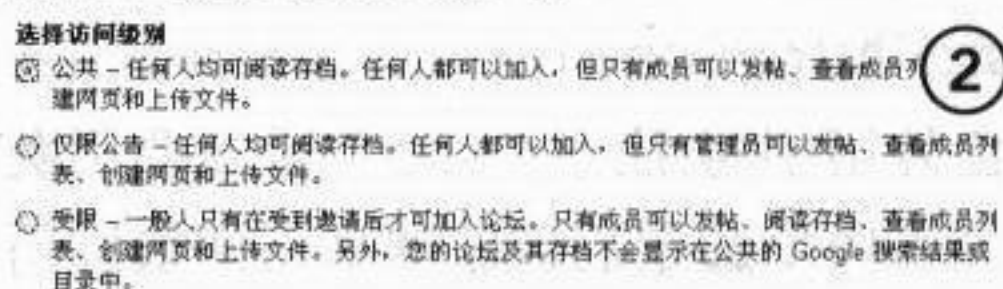 选择访问级别
公共 – 任何人均可阅读存档。任何人都可以加入，但只有成员可以发帖、查看成员列
建网页和上传文件。
2
仅限公告 – 任何人均可阅读存档。任何人都可以加入，但只有管理员可以发帖、查看成员列
表、创建网页和上传文件。
受限 – 一般人只有在受到邀请后才可加入论坛。只有成员可以发帖、阅读存档、查看成员列
表、创建网页和上传文件。另外，您的论坛及其存档不会显示在公共的 Google 搜索结果或
目录中。